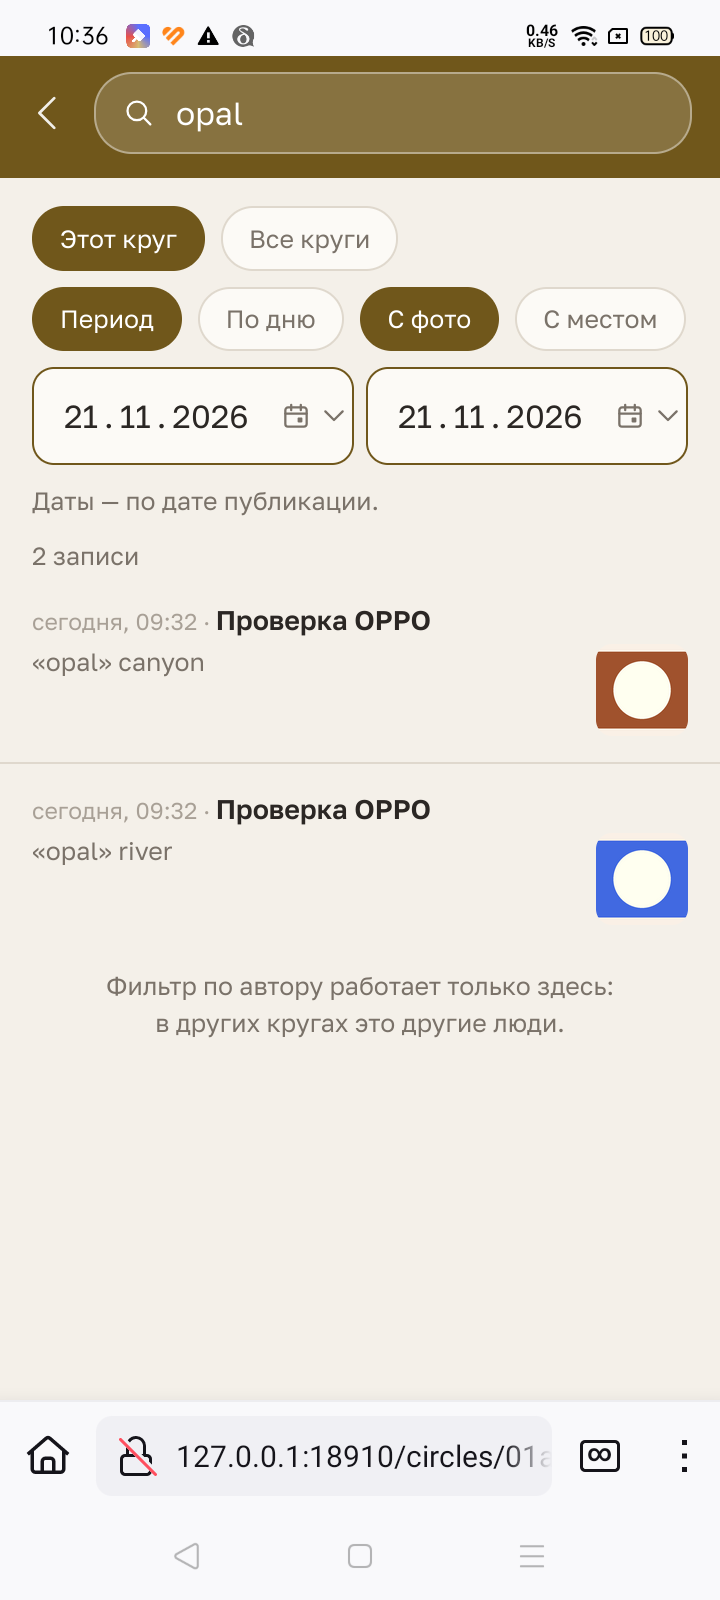 10:36
0.46 KB/S
100
opal
Этот круг
Все круги
Период
По дню
С фото
С местом
21.11.2026
21.11.2026
Даты — по дате публикации.
2 записи
сегодня, 09:32 · Проверка OPPO
«opal» canyon
сегодня, 09:32 · Проверка OPPO
«opal» river
Фильтр по автору работает только здесь:
в других кругах это другие люди.
127.0.0.1:18910/circles/01